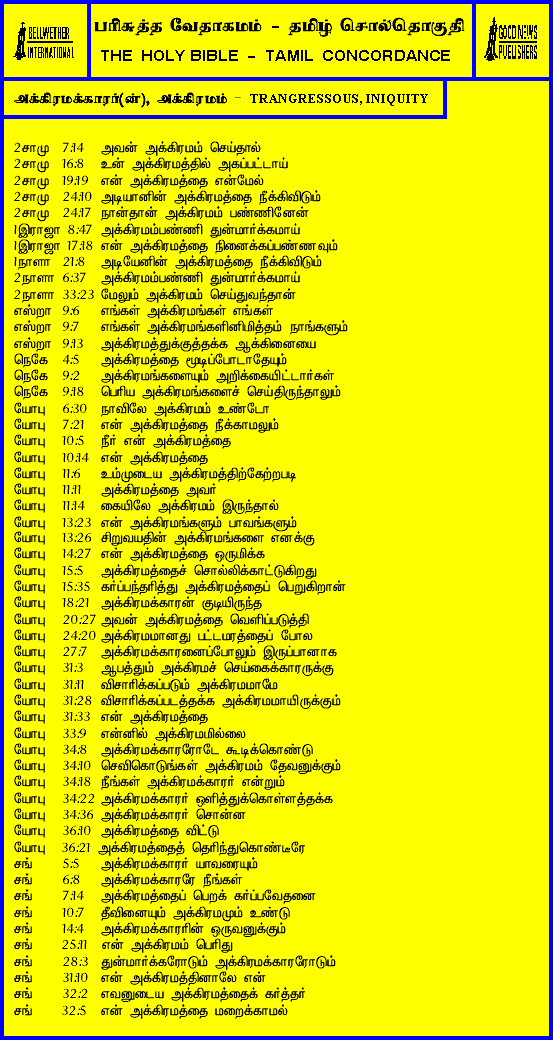 BELLWETHER
INTERNATIONAL
பரிசுத்த வேதாகமம் - தமிழ் சொல்தொகுதி
THE HOLY BIBLE - TAMIL CONCORDANCE
GOOD NEWS
PUBLISHERS
அக்கிரமக்காரர்(ன்), அக்கிரமம் - TRANGRESSOUS, INIQUITY
2சாமு 7:14 அவன் அக்கிரமம் செய்தால்
2சாமு 16:8 உன் அக்கிரமத்தில் அகப்பட்டாய்
2சாமு 19:19 என் அக்கிரமத்தை என்மேல்
2சாமு 24:10 அடியானின் அக்கிரமத்தை நீக்கிவிடும்
2சாமு 24:17 நான்தான் அக்கிரமம் பண்ணினேன்
1இராஜா 8:47 அக்கிரமம்பண்ணி துன்மார்க்கமாய்
1இராஜா 17:18 என் அக்கிரமத்தை நினைக்கப்பண்ணவும்
1நாளா 21:8 அடியேனின் அக்கிரமத்தை நீக்கிவிடும்
2நாளா 6:37 அக்கிரமம்பண்ணி துன்மார்க்கமாய்
2நாளா 33:23 மேலும் அக்கிரமம் செய்துவந்தான்
எஸ்றா 9:6 எங்கள் அக்கிரமங்கள் எங்கள்
எஸ்றா 9:7 எங்கள் அக்கிரமங்களினிமித்தம் நாங்களும்
எஸ்றா 9:13 அக்கிரமத்துக்குத்தக்க ஆக்கினையை
நெகே 4:5 அக்கிரமத்தை மூடிப்போடாதேயும்
நெகே 9:2 அக்கிரமங்களையும் அறிக்கையிட்டார்கள்
நெகே 9:18 பெரிய அக்கிரமங்களைச் செய்திருந்தாலும்
யோபு 6:30 நாவிலே அக்கிரமம் உண்டோ
யோபு 7:21 என் அக்கிரமத்தை நீக்காமலும்
யோபு 10:5 நீர் என் அக்கிரமத்தை
யோபு 10:14 என் அக்கிரமத்தை
யோபு 11:6 உம்முடைய அக்கிரமத்திற்கேற்றபடி
யோபு 11:11 அக்கிரமத்தை அவர்
யோபு 11:14 கையிலே அக்கிரமம் இருந்தால்
யோபு 13:23 என் அக்கிரமங்களும் பாவங்களும்
யோபு 13:26 சிறுவயதின் அக்கிரமங்களை எனக்கு
யோபு 14:27 என் அக்கிரமத்தை ஒருமிக்க
யோபு 15:5 அக்கிரமத்தைச் சொல்லிக்காட்டுகிறது
யோபு 15:35 கர்ப்பந்தரித்து அக்கிரமத்தைப் பெறுகிறான்
யோபு 18:21 அக்கிரமக்காரன் குடியிருந்த
யோபு 20:27 அவன் அக்கிரமத்தை வெளிப்படுத்தி
யோபு 24:20 அக்கிரமமானது பட்டமரத்தைப் போல
யோபு 27:7 அக்கிரமக்காரனைப்போலும் இருப்பானாக
யோபு 31:3 ஆபத்தும் அக்கிரமச் செய்கைக்காரருக்கு
யோபு 31:11 விசாரிக்கப்படும் அக்கிரமமாமே
யோபு 31:28 விசாரிக்கப்படத்தக்க அக்கிரமமாயிருக்கும்
யோபு 31:33 என் அக்கிரமத்தை
யோபு 33:9 என்னில் அக்கிரமமில்லை
யோபு 34:8 அக்கிரமக்காரரோடே கூடிக்கொண்டு
யோபு 34:10 செவிகொடுங்கள் அக்கிரமம் தேவனுக்கும்
யோபு 34:18 நீங்கள் அக்கிரமக்காரர் என்றும்
யோபு 34:22 அக்கிரமக்காரர் ஒளித்துக்கொள்ளத்தக்க
யோபு 34:36 அக்கிரமக்காரர் சொன்ன
யோபு 36:10 அக்கிரமத்தை விட்டு
யோபு 36:21 அக்கிரமத்தைத் தெரிந்துகொண்டீரே
சங் 5:5 அக்கிரமக்காரர் யாவரையும்
சங் 6:8 அக்கிரமக்காரரே நீங்கள்
சங் 7:14 அக்கிரமத்தைப் பெறக் கர்ப்பவேதனை
சங் 10:7 தீவினையும் அக்கிரமமும் உண்டு
சங் 14:4 அக்கிரமக்காரரின் ஒருவனுக்கும்
சங் 25:11 என் அக்கிரமம் பெரிது
சங் 28:3 துன்மார்க்கரோடும் அக்கிரமக்காரரோடும்
சங் 31:10 என் அக்கிரமத்தினாலே என்
சங் 32:2 எவனுடைய அக்கிரமத்தைக் கர்த்தர்
சங் 32:5 என் அக்கிரமத்தை மறைக்காமல்